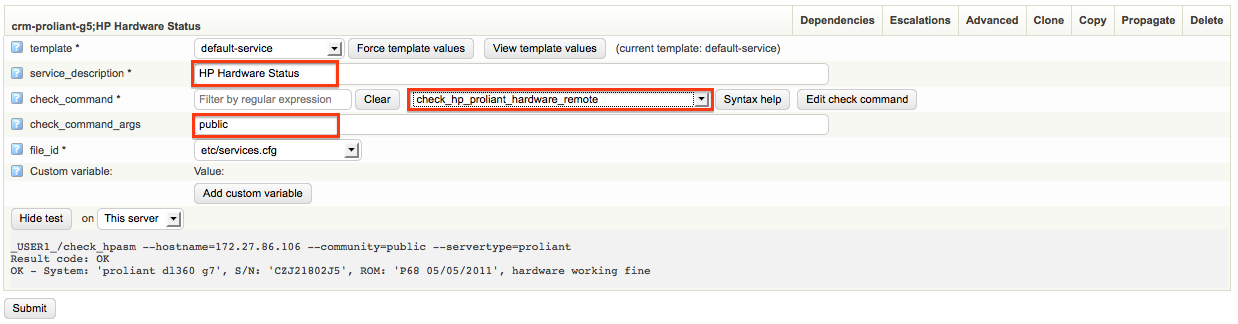 crm-proliant-g5;HP Hardware Status Dependencies Escalations Advanced Clone Copy Propagate Delete
? template * default-service Force template values View template values (current template: default-service)
? service_description * HP Hardware Status
? check_command * Filter by regular expression Clear check_hp_proliant_hardware_remote Syntax help Edit check command
? check_command_args public
? file_id * etc/services.cfg
? Custom variable: Value:
Add custom variable
Hide test on This server
_USER1_/check_hpasm --hostname=172.27.86.106 --community=public --servertype=proliant
Result code: OK
OK - System: 'proliant dl360 g7', S/N: 'CZJ21802J5', ROM: 'P68 05/05/2011', hardware working fine
Submit